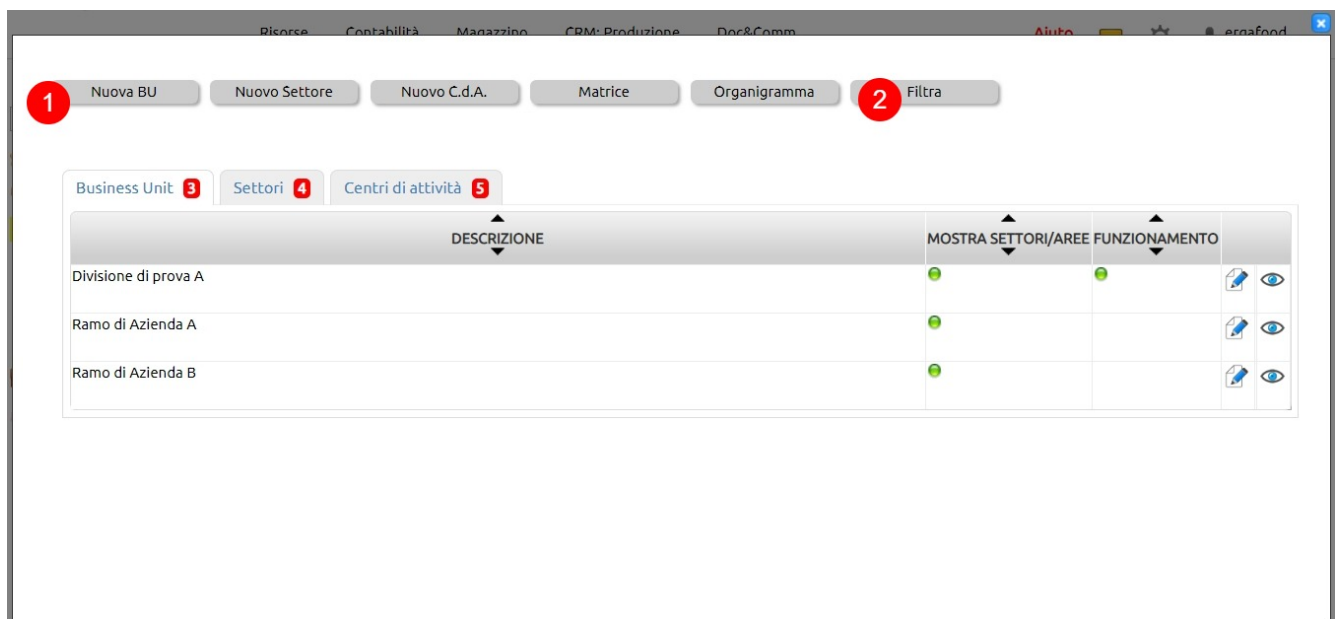 Risorse Contabilità Magazzino CRM: Produzione Doc&Comm Aiuto ergafood
1 Nuova BU Nuovo Settore Nuovo C.d.A. Matrice Organigramma 2 Filtra
Business Unit 3 Settori 4 Centri di attività 5
DESCRIZIONE MOSTRA SETTORI/AREE FUNZIONAMENTO
Divisione di prova A
Ramo di Azienda A
Ramo di Azienda B